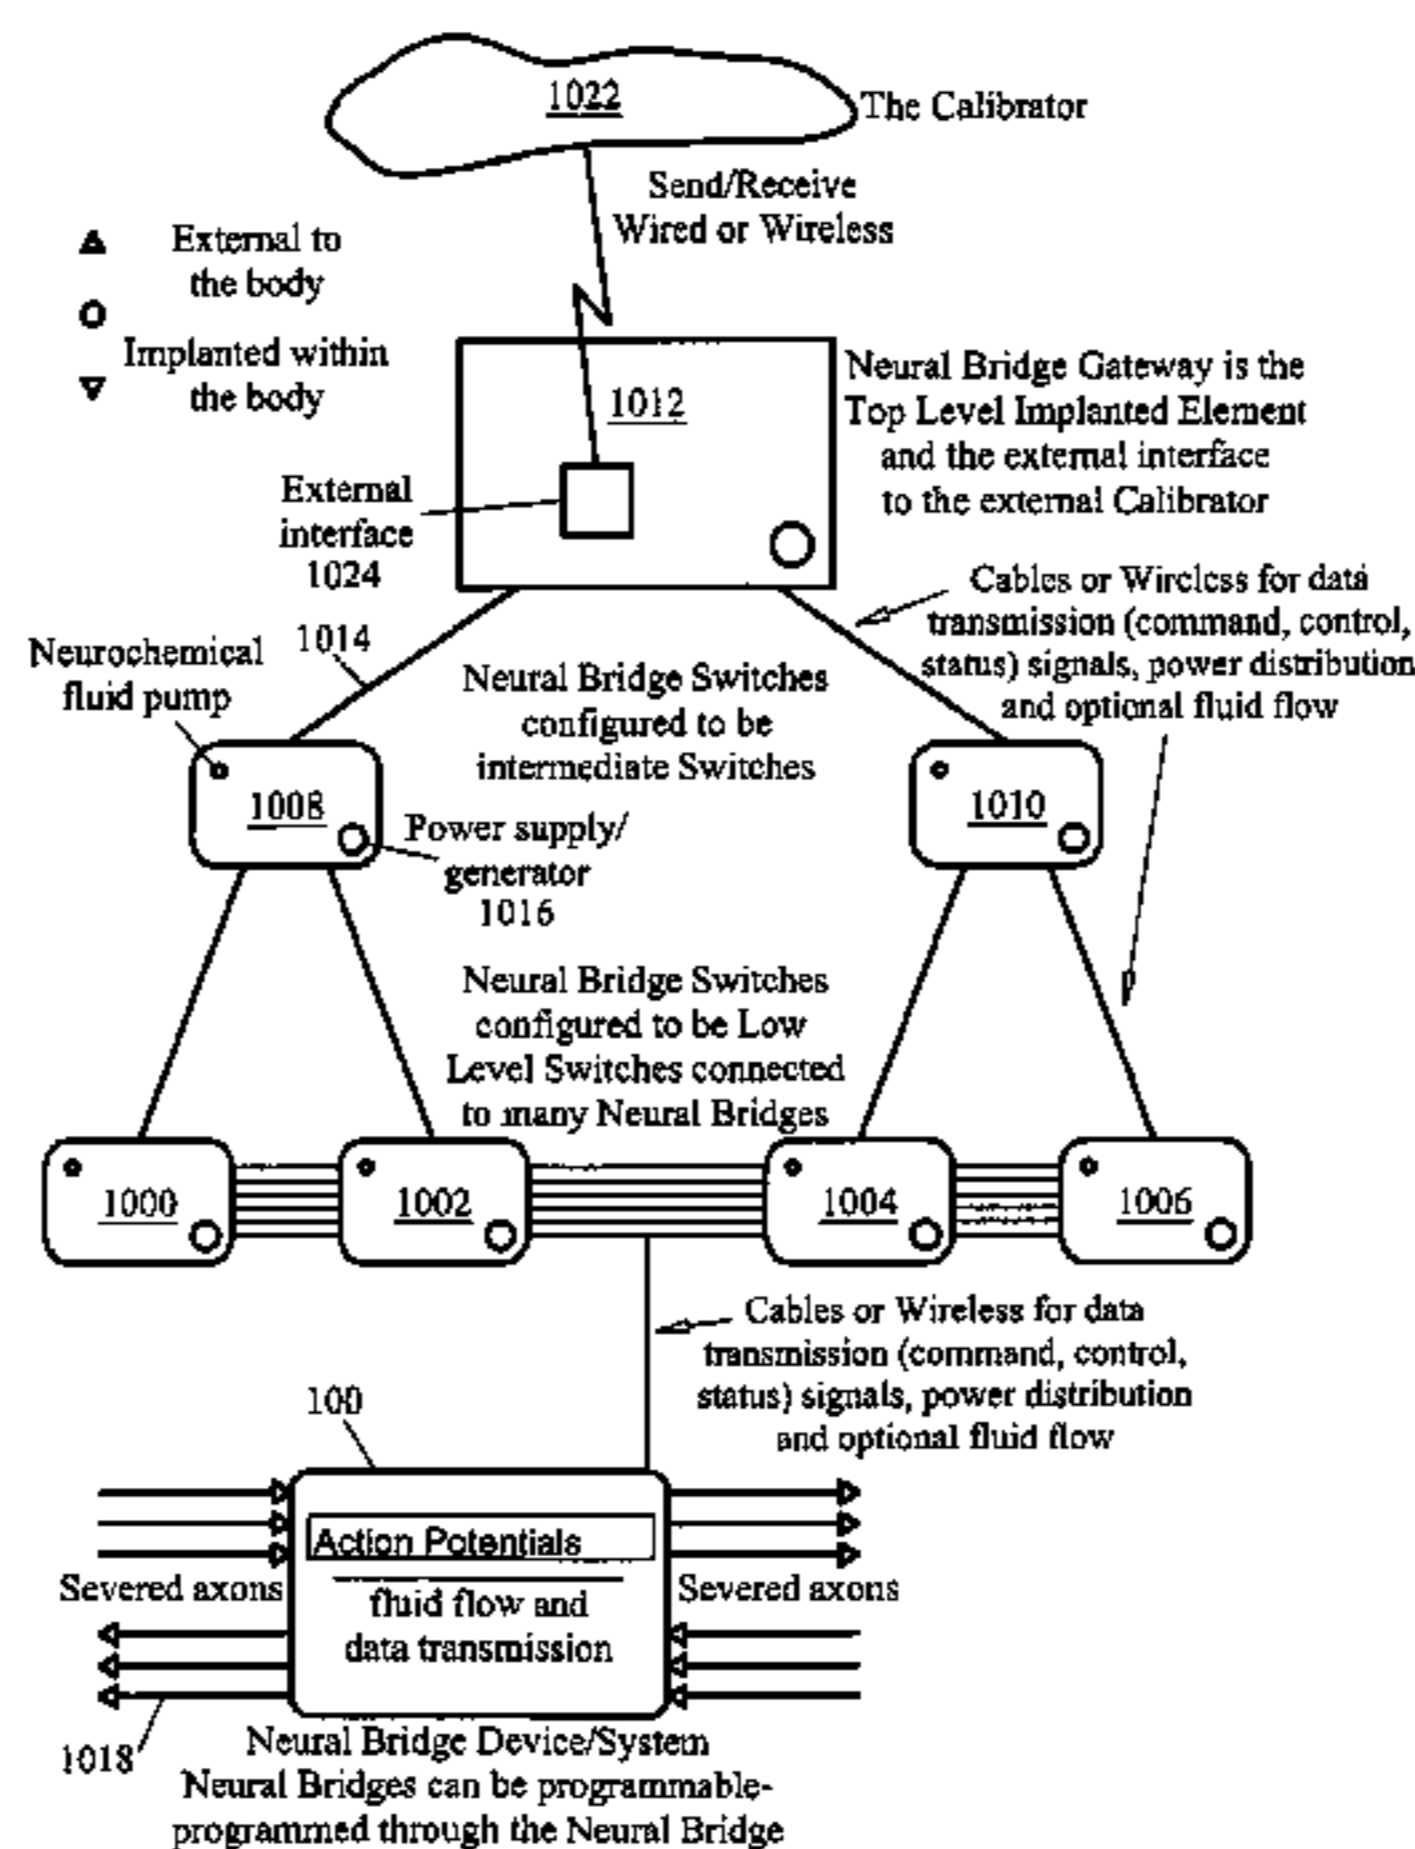 1022
The Calibrator
Send/Receive
Wired or Wireless
External to
the body
Implanted within
the body
1012
Neural Bridge Gateway is the
Top Level Implanted Element
and the external interface
to the external Calibrator
External
interface
1024
Cables or Wireless for data
transmission (command, control,
status) signals, power distribution
and optional fluid flow
1014
Neurochemical
fluid pump
Neural Bridge Switches
configured to be
intermediate Switches
1008
1010
Power supply/
generator
1016
Neural Bridge Switches
configured to be Low
Level Switches connected
to many Neural Bridges
1000
1002
1004
1006
Cables or Wireless for data
transmission (command, control,
status) signals, power distribution
and optional fluid flow
100
Action Potentials
fluid flow and
data transmission
Severed axons
Severed axons
1018
Neural Bridge Device/System
Neural Bridges can be programmable-
programmed through the Neural Bridge